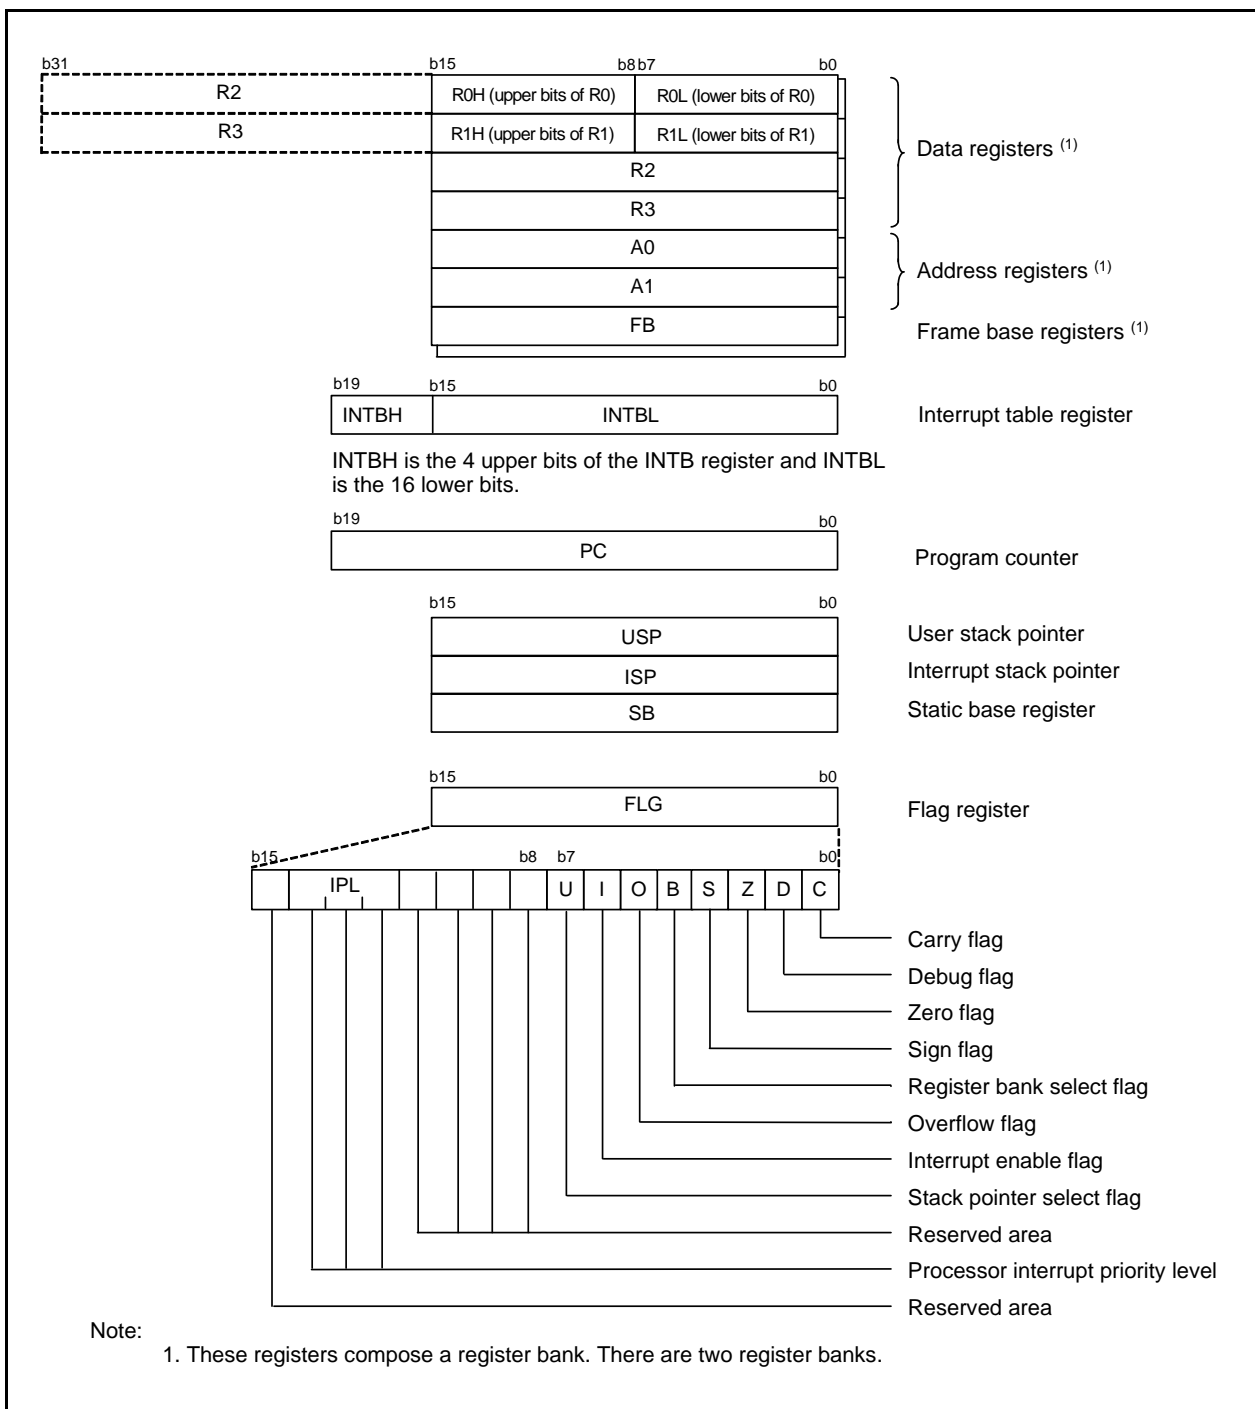 b31 b15 b8 b7 b0
R2 R0H (upper bits of R0) R0L (lower bits of R0)
R3 R1H (upper bits of R1) R1L (lower bits of R1)
Data registers (1)
R2
R3
A0
Address registers (1)
A1
FB Frame base registers (1)
b19 b15 b0
INTBH INTBL Interrupt table register
INTBH is the 4 upper bits of the INTB register and INTBL
is the 16 lower bits.
b19 b0
PC Program counter
b15 b0
USP User stack pointer
ISP Interrupt stack pointer
SB Static base register
b15 b0
FLG Flag register
b15 b8 b7 b0
IPL U I O B S Z D C
Carry flag
Debug flag
Zero flag
Sign flag
Register bank select flag
Overflow flag
Interrupt enable flag
Stack pointer select flag
Reserved area
Processor interrupt priority level
Reserved area
Note:
1. These registers compose a register bank. There are two register banks.